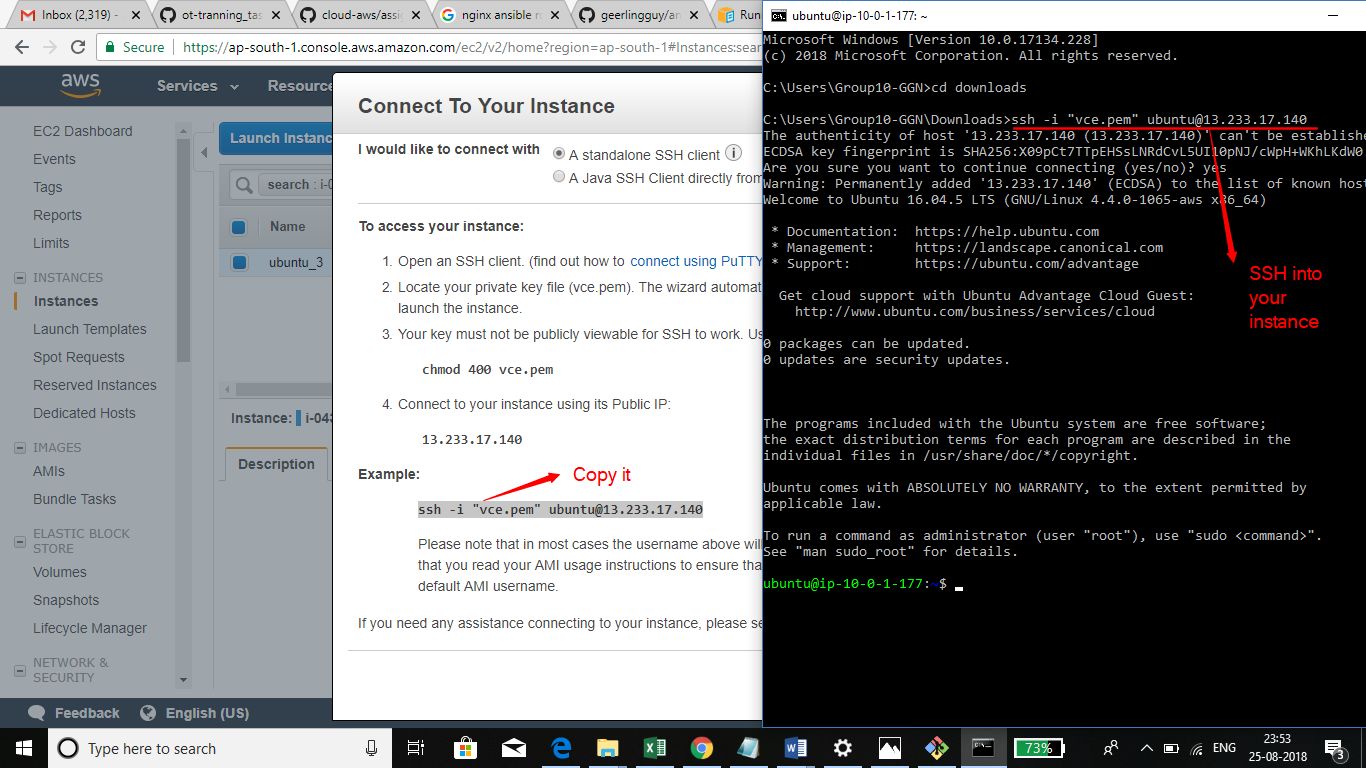 Inbox (2,319) -
ot-tranning_tas
cloud-aws/assig
nginx ansible ro
geerlingguy/an
Run
Secure
https://ap-south-1.console.aws.amazon.com/ec2/v2/home?region=ap-south-1#Instances:sear
aws
Services
Resource
EC2 Dashboard
Events
Tags
Reports
Limits
INSTANCES
Instances
Launch Templates
Spot Requests
Reserved Instances
Dedicated Hosts
IMAGES
AMIs
Bundle Tasks
ELASTIC BLOCK
STORE
Volumes
Snapshots
Lifecycle Manager
NETWORK &
SECURITY
Launch Instanc
search : i-0
Name
ubuntu_3
Instance:
i-043
Description
Connect To Your Instance
I would like to connect with
A standalone SSH client
A Java SSH Client directly from
To access your instance:
1. Open an SSH client. (find out how to connect using PuTTY
2. Locate your private key file (vce.pem). The wizard automat
launch the instance.
3. Your key must not be publicly viewable for SSH to work. Us
chmod 400 vce.pem
4. Connect to your instance using its Public IP:
13.233.17.140
Example:
Copy it
ssh -i "vce.pem" ubuntu@13.233.17.140
Please note that in most cases the username above wil
that you read your AMI usage instructions to ensure tha
default AMI username.
If you need any assistance connecting to your instance, please se
ubuntu@ip-10-0-1-177: ~
Microsoft Windows [Version 10.0.17134.228]
(c) 2018 Microsoft Corporation. All rights reserved.
C:\Users\Group10-GGN>cd downloads
C:\Users\Group10-GGN\Downloads>ssh -i "vce.pem" ubuntu@13.233.17.140
The authenticity of host '13.233.17.140 (13.233.17.140)' can't be establishe
ECDSA key fingerprint is SHA256:X09pCt7TTpEHSsLNRdCvL5UI10pNJ/cWpH+WKhLKdW0
Are you sure you want to continue connecting (yes/no)? yes
Warning: Permanently added '13.233.17.140' (ECDSA) to the list of known host
Welcome to Ubuntu 16.04.5 LTS (GNU/Linux 4.4.0-1065-aws x86_64)
* Documentation: https://help.ubuntu.com
* Management: https://landscape.canonical.com
* Support: https://ubuntu.com/advantage
SSH into
your
instance
Get cloud support with Ubuntu Advantage Cloud Guest:
http://www.ubuntu.com/business/services/cloud
0 packages can be updated.
0 updates are security updates.
The programs included with the Ubuntu system are free software;
the exact distribution terms for each program are described in the
individual files in /usr/share/doc/*/copyright.
Ubuntu comes with ABSOLUTELY NO WARRANTY, to the extent permitted by
applicable law.
To run a command as administrator (user "root"), use "sudo <command>".
See "man sudo_root" for details.
ubuntu@ip-10-0-1-177:~$
Feedback
English (US)
Type here to search
73%
ENG
23:53
25-08-2018
3